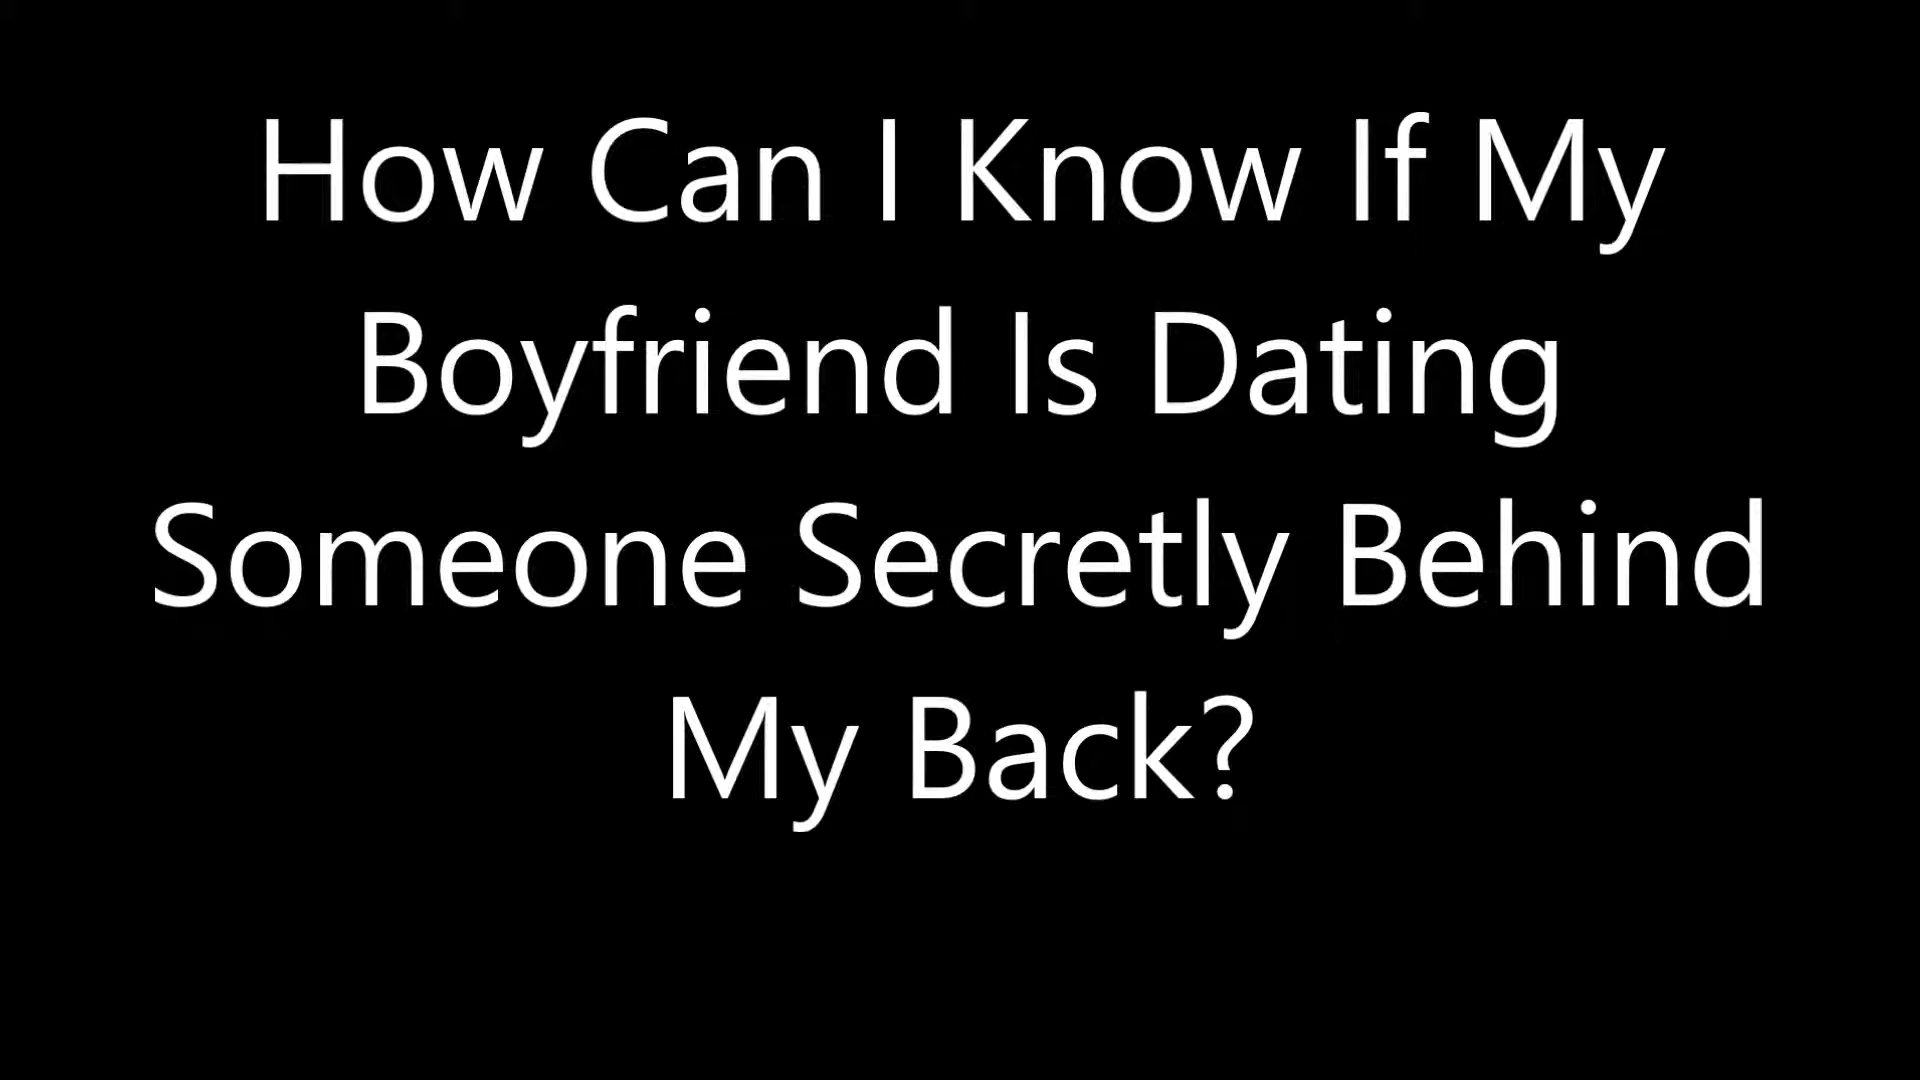 How Can I Know If My
Boyfriend Is Dating
Someone Secretly Behind
My Back?